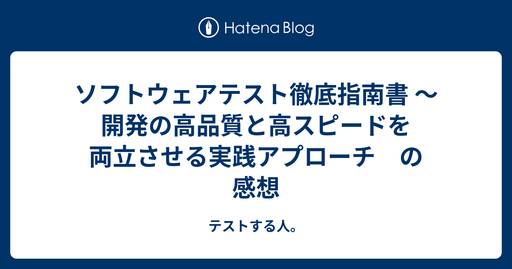 Hatena Blog
ソフトウェアテスト徹底指南書 〜
開発の高品質と高スピードを
両立させる実践アプローチ　の
感想
テストする人。